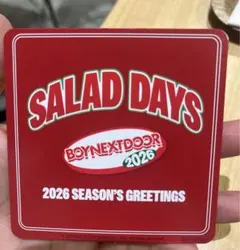 SALAD DAYS
BOYNEXTDOOR
2026
2026 SEASON'S GREETINGS